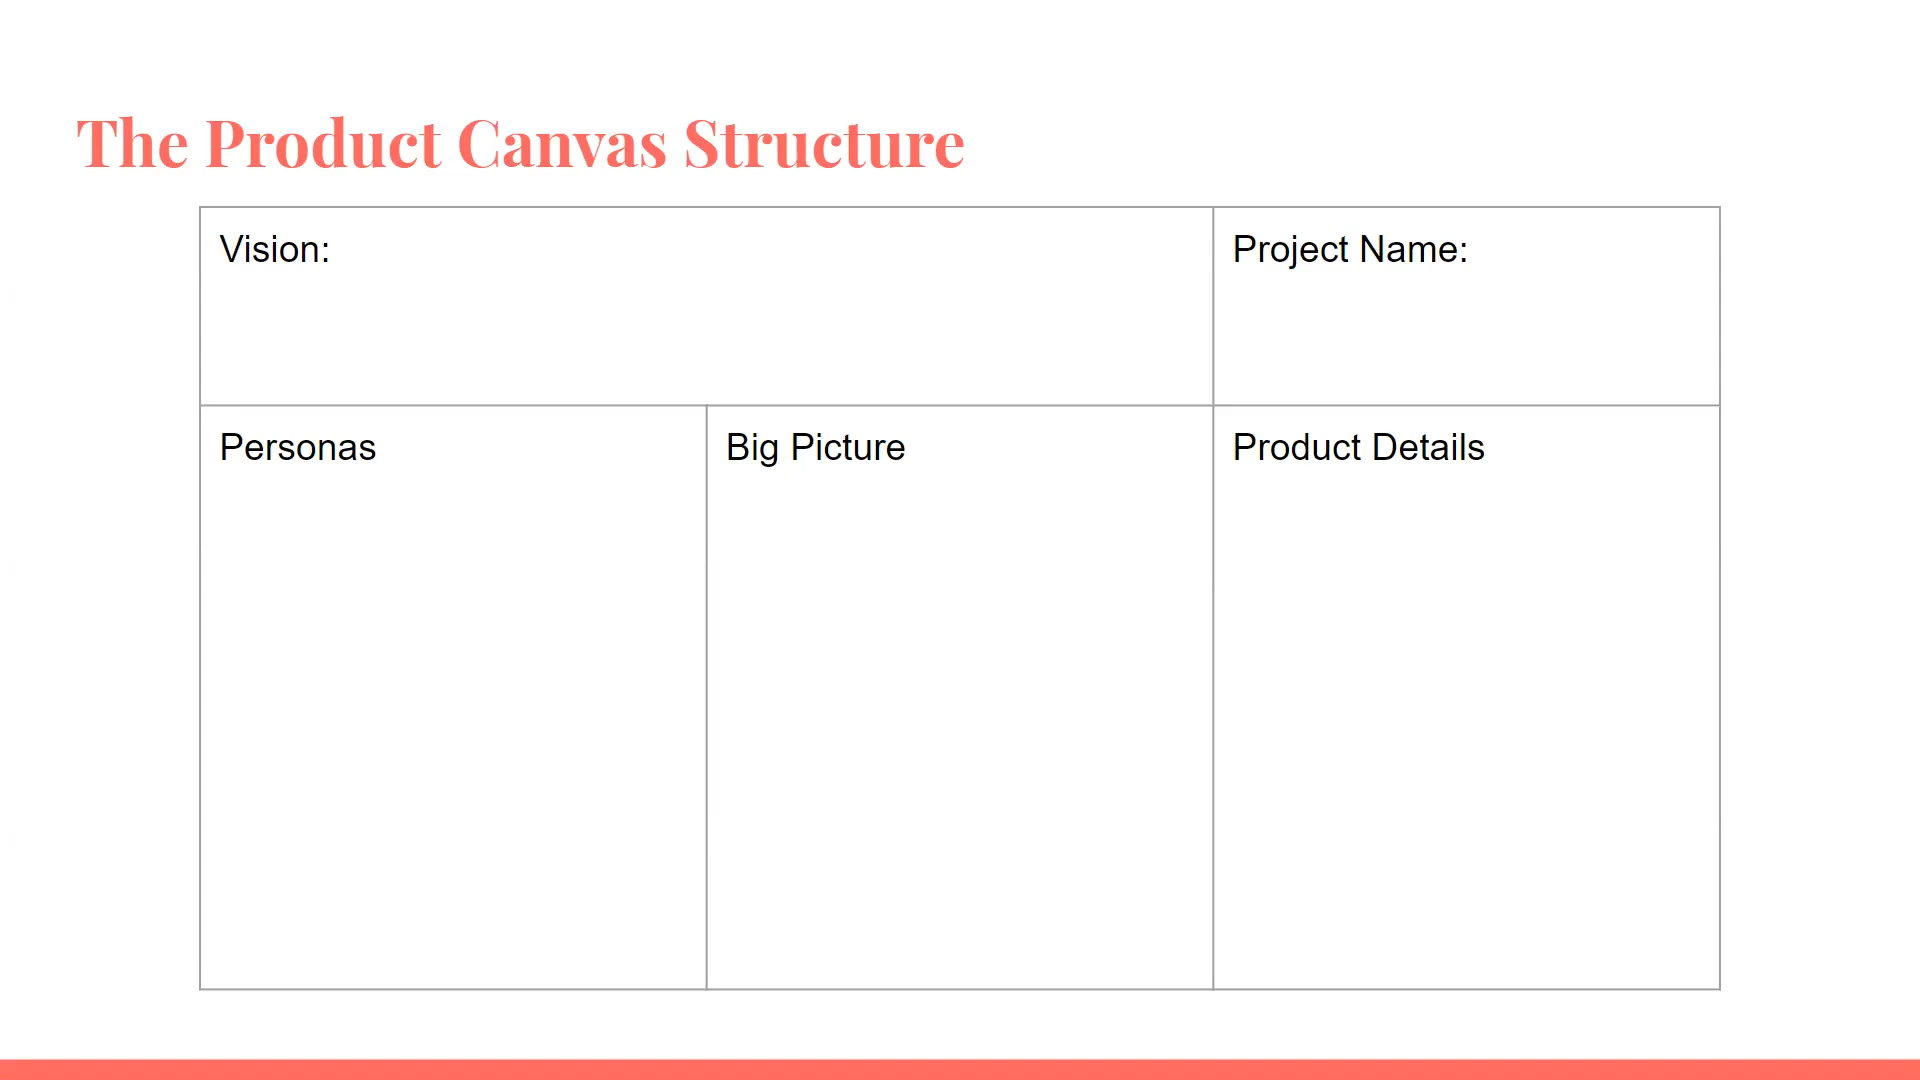 The Product Canvas Structure
Vision:
Project Name:
Personas
Big Picture
Product Details